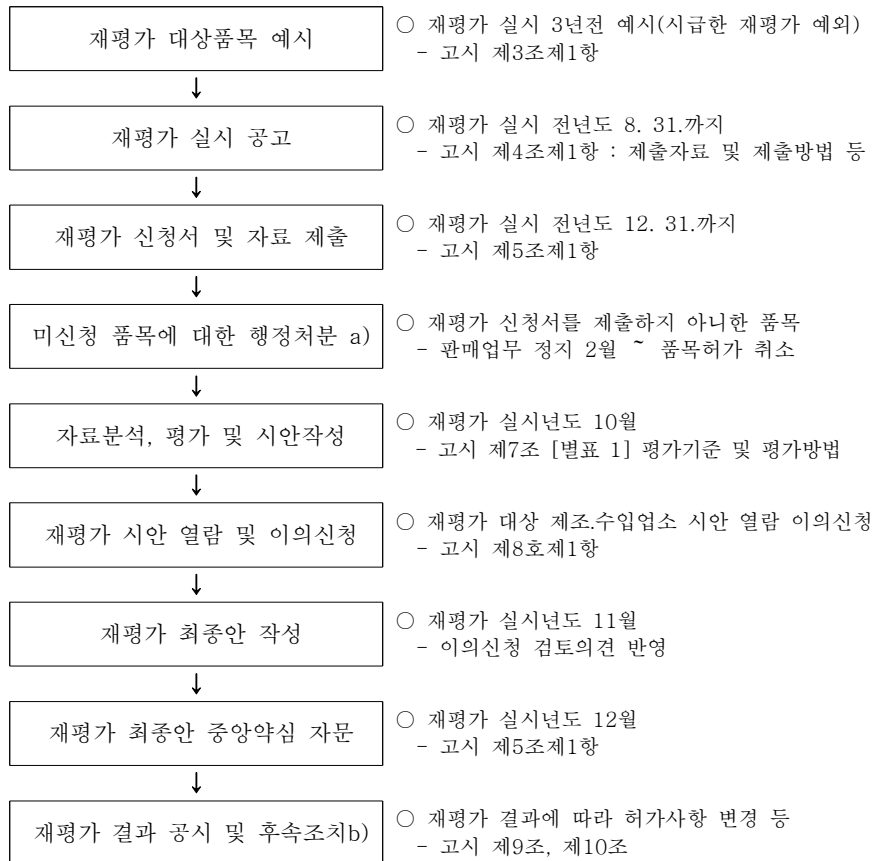 재평가 대상품목 예시
○ 재평가 실시 3년전 예시(시급한 재평가 예외)
- 고시 제3조제1항
↓
재평가 실시 공고
○ 재평가 실시 전년도 8. 31.까지
- 고시 제4조제1항 : 제출자료 및 제출방법 등
↓
재평가 신청서 및 자료 제출
○ 재평가 실시 전년도 12. 31.까지
- 고시 제5조제1항
↓
미신청 품목에 대한 행정처분 a)
○ 재평가 신청서를 제출하지 아니한 품목
- 판매업무 정지 2월 ~ 품목허가 취소
↓
자료분석, 평가 및 시안작성
○ 재평가 실시년도 10월
- 고시 제7조 [별표 1] 평가기준 및 평가방법
↓
재평가 시안 열람 및 이의신청
○ 재평가 대상 제조.수입업소 시안 열람 이의신청
- 고시 제8호제1항
↓
재평가 최종안 작성
○ 재평가 실시년도 11월
- 이의신청 검토의견 반영
↓
재평가 최종안 중앙약심 자문
○ 재평가 실시년도 12월
- 고시 제5조제1항
↓
재평가 결과 공시 및 후속조치b)
○ 재평가 결과에 따라 허가사항 변경 등
- 고시 제9조, 제10조